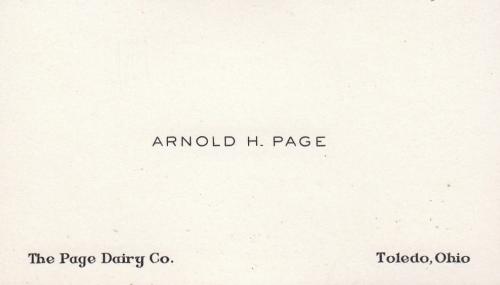 ARNOLD H. PAGE
The Page Dairy Co.
Toledo, Ohio